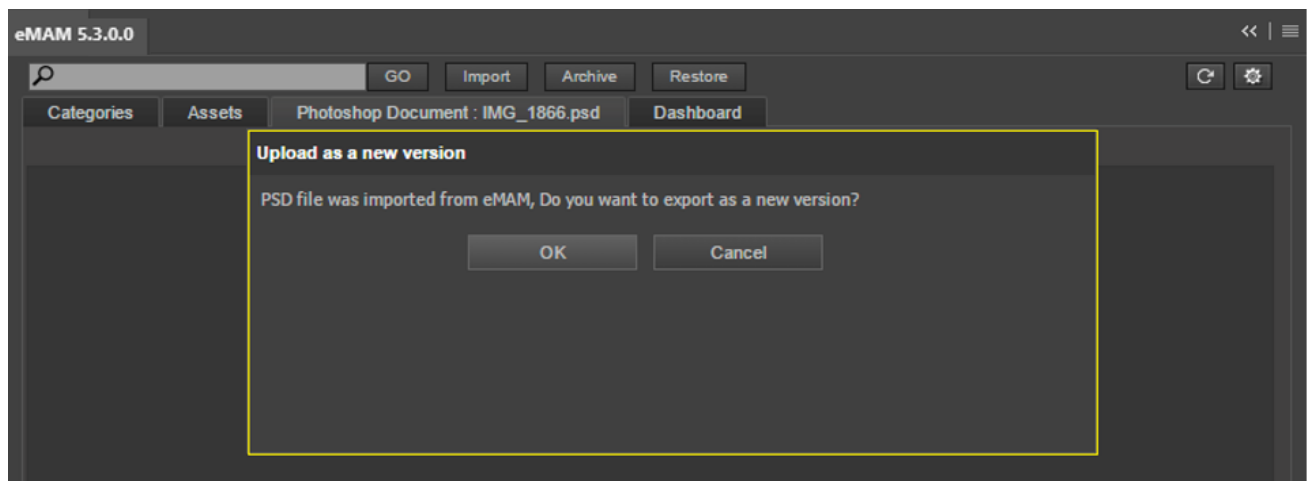 eMAM 5.3.0.0
GO Import Archive Restore
Categories Assets Photoshop Document : IMG_1866.psd Dashboard
Upload as a new version
PSD file was imported from eMAM, Do you want to export as a new version?
OK Cancel